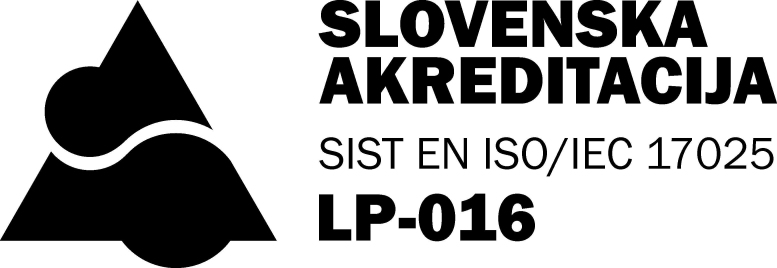 SLOVENSKA
AKREDITACIJA
SIST EN ISO/IEC 17025
LP-016